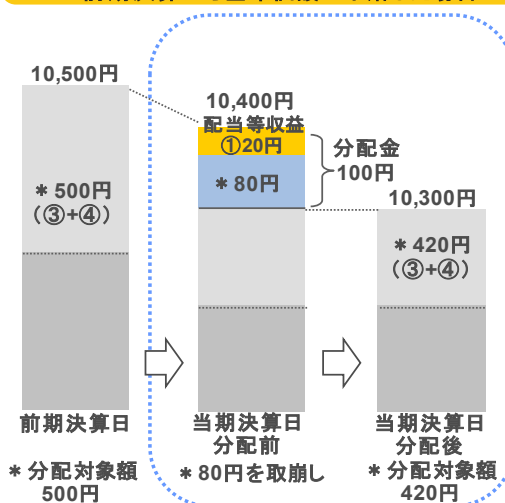 10,500円
＊500円
（③+④）
前期決算日
＊分配対象額
500円
10,400円
配当等収益
①20円
＊80円
分配金
100円
当期決算日
分配前
＊80円を取崩し
10,300円
＊420円
（③+④）
当期決算日
分配後
＊分配対象額
420円